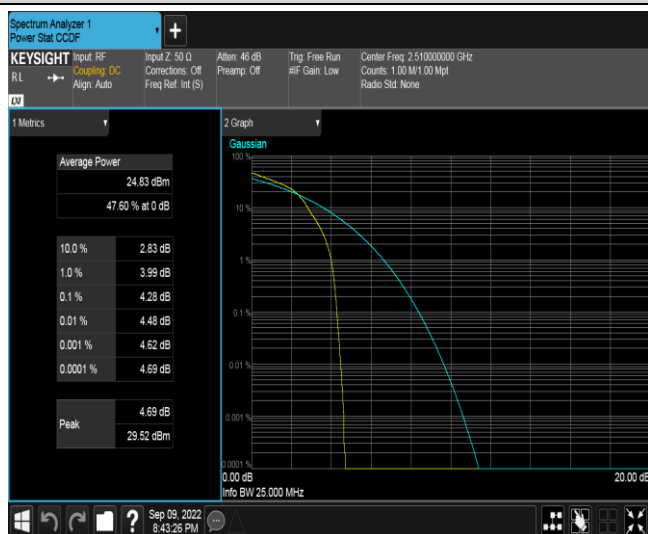 Spectrum Analyzer 1
Power Stat CCDF
KEYSIGHT
RL
LXI
Input: RF
Coupling: DC
Align: Auto
Input Z: 50 Ω
Corrections: Off
Freq Ref: Int (S)
Atten: 46 dB
Preamp: Off
Trig: Free Run
#IF Gain: Low
Center Freq: 2.510000000 GHz
Counts: 1.00 M/1.00 Mpt
Radio Std: None
1 Metrics
Average Power
24.83 dBm
47.60 % at 0 dB
10.0 % 2.83 dB
1.0 % 3.99 dB
0.1 % 4.28 dB
0.01 % 4.48 dB
0.001 % 4.62 dB
0.0001 % 4.69 dB
Peak
4.69 dB
29.52 dBm
2 Graph
Gaussian
100 %
10 %
1 %
0.1 %
0.01 %
0.001 %
0.0001 %
0.00 dB
20.00 dB
Info BW 25.000 MHz
Sep 09, 2022
8:43:26 PM